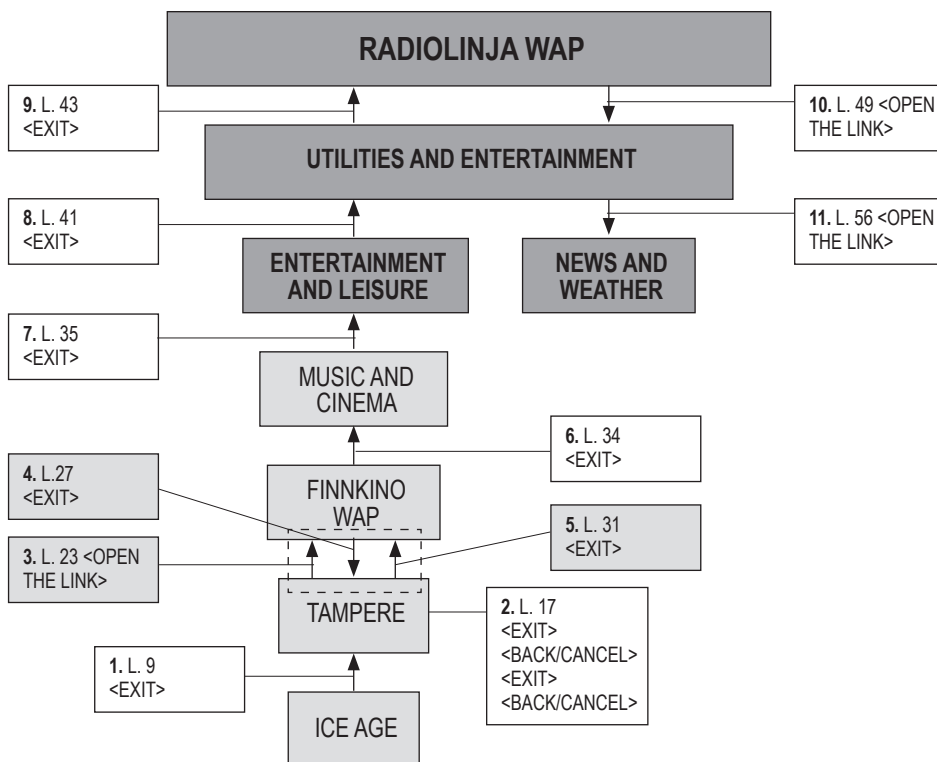 RADIOLINJA WAP
9. L. 43
<EXIT>
10. L. 49 <OPEN
THE LINK>
UTILITIES AND ENTERTAINMENT
8. L. 41
<EXIT>
11. L. 56 <OPEN
THE LINK>
ENTERTAINMENT
AND LEISURE
NEWS AND
WEATHER
7. L. 35
<EXIT>
MUSIC AND
CINEMA
6. L. 34
<EXIT>
4. L.27
<EXIT>
FINNKINO
WAP
5. L. 31
<EXIT>
3. L. 23 <OPEN
THE LINK>
TAMPERE
2. L. 17
<EXIT>
<BACK/CANCEL>
<EXIT>
<BACK/CANCEL>
1. L. 9
<EXIT>
ICE AGE